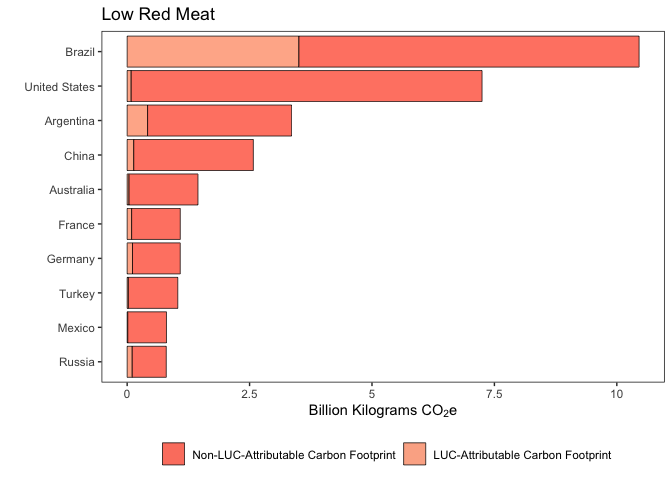 Low Red Meat
Brazil
United States
Argentina
China
Australia
France
Germany
Turkey
Mexico
Russia
0 2.5 5 7.5 10
Billion Kilograms CO₂e
Non-LUC-Attributable Carbon Footprint LUC-Attributable Carbon Footprint